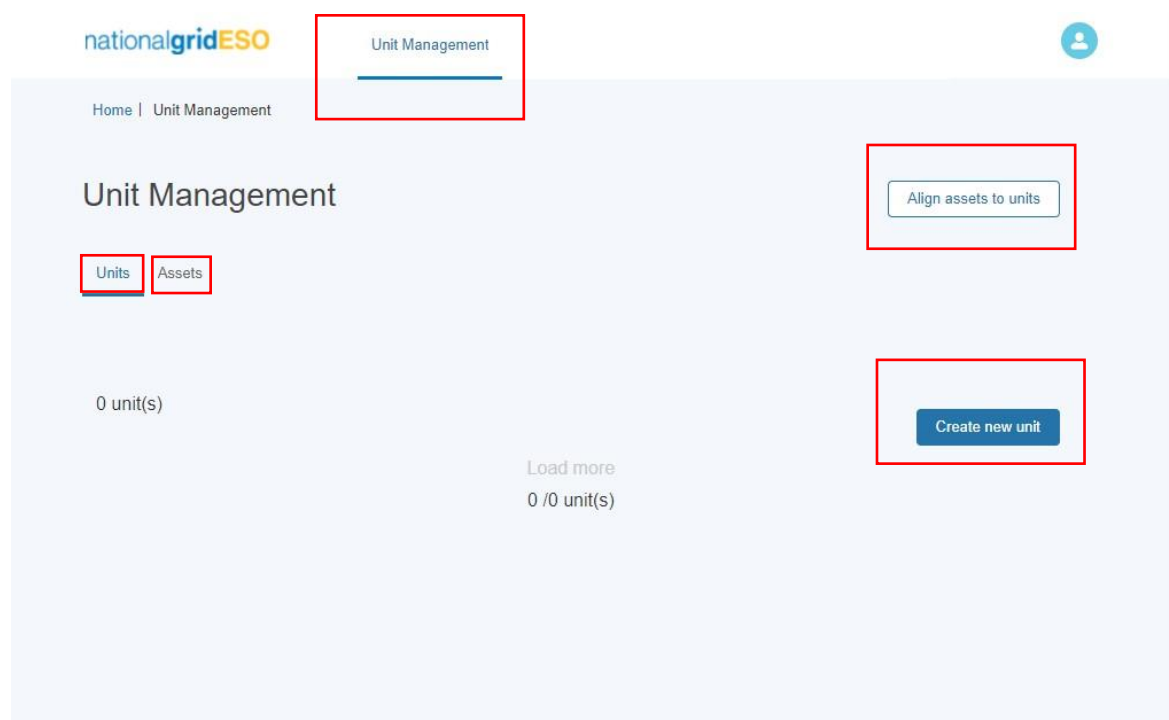 nationalgridESO
Unit Management
Home | Unit Management
Unit Management
Align assets to units
Units Assets
0 unit(s)
Create new unit
Load more
0 /0 unit(s)